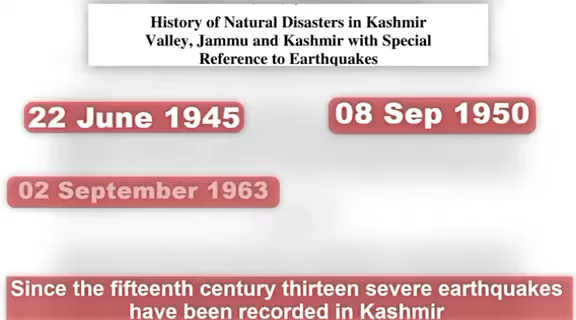 History of Natural Disasters in Kashmir
Valley, Jammu and Kashmir with Special
Reference to Earthquakes
22 June 1945
08 Sep 1950
02 September 1963
Since the fifteenth century thirteen severe earthquakes
have been recorded in Kashmir